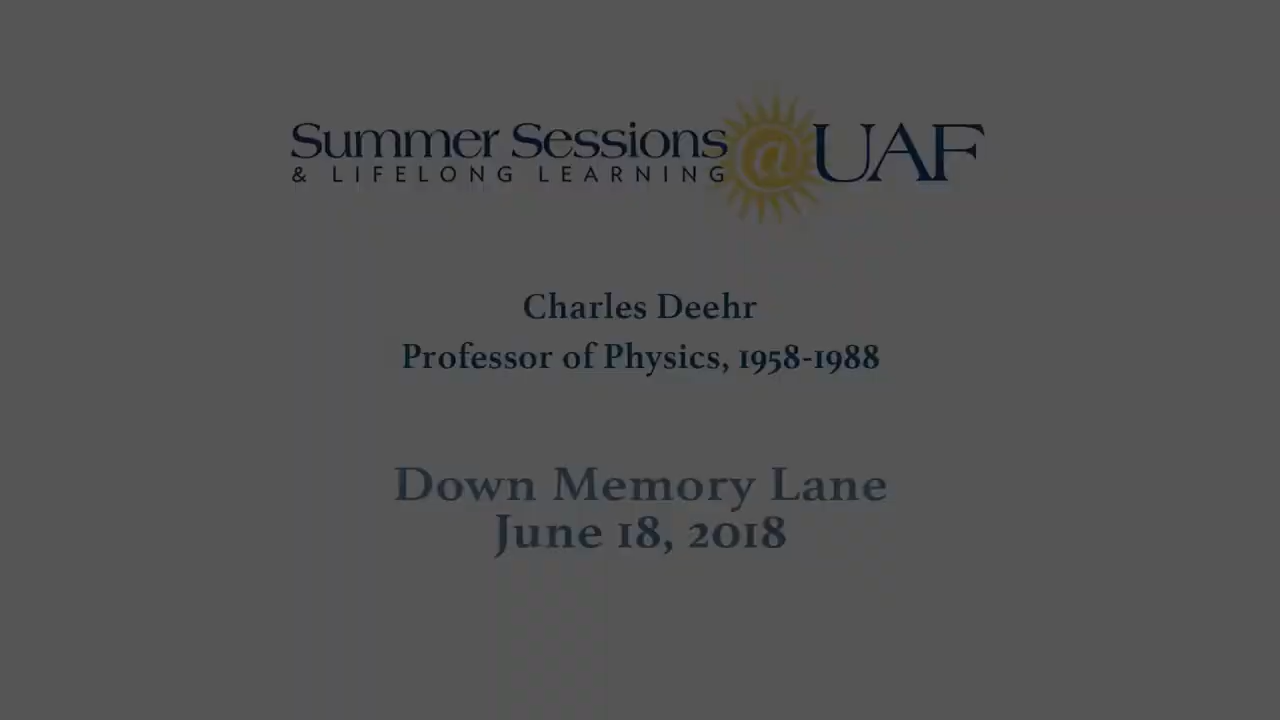 Summer Sessions @ UAF
& LIFELONG LEARNING
Charles Deehr
Professor of Physics, 1958-1988
Down Memory Lane
June 18, 2018